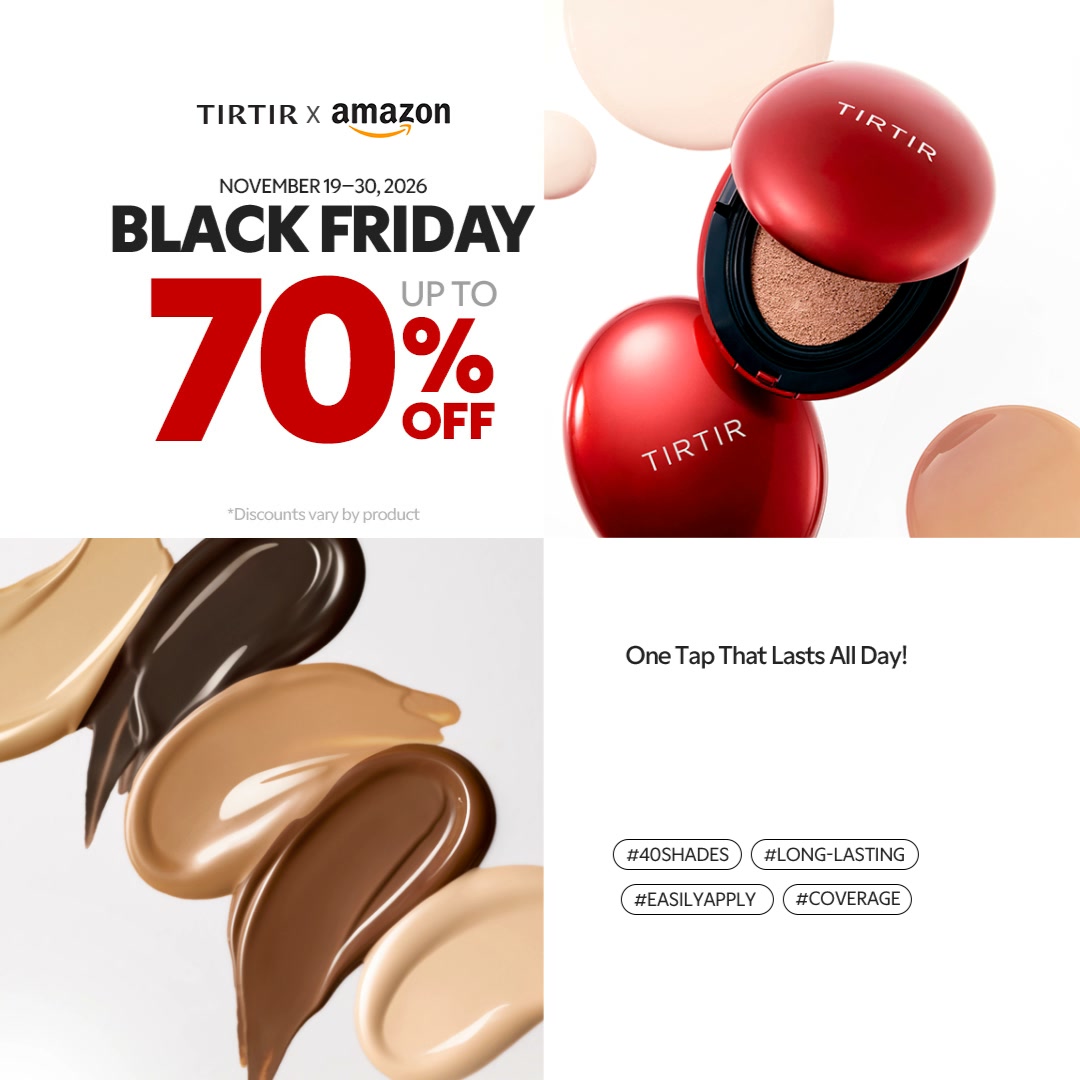 TIRTIR X amazon
NOVEMBER 19–30, 2026
BLACK FRIDAY
70% UP TO OFF
*Discounts vary by product
TIRTIR
TIRTIR
One Tap That Lasts All Day!
#40SHADES #LONG-LASTING
#EASILYAPPLY #COVERAGE